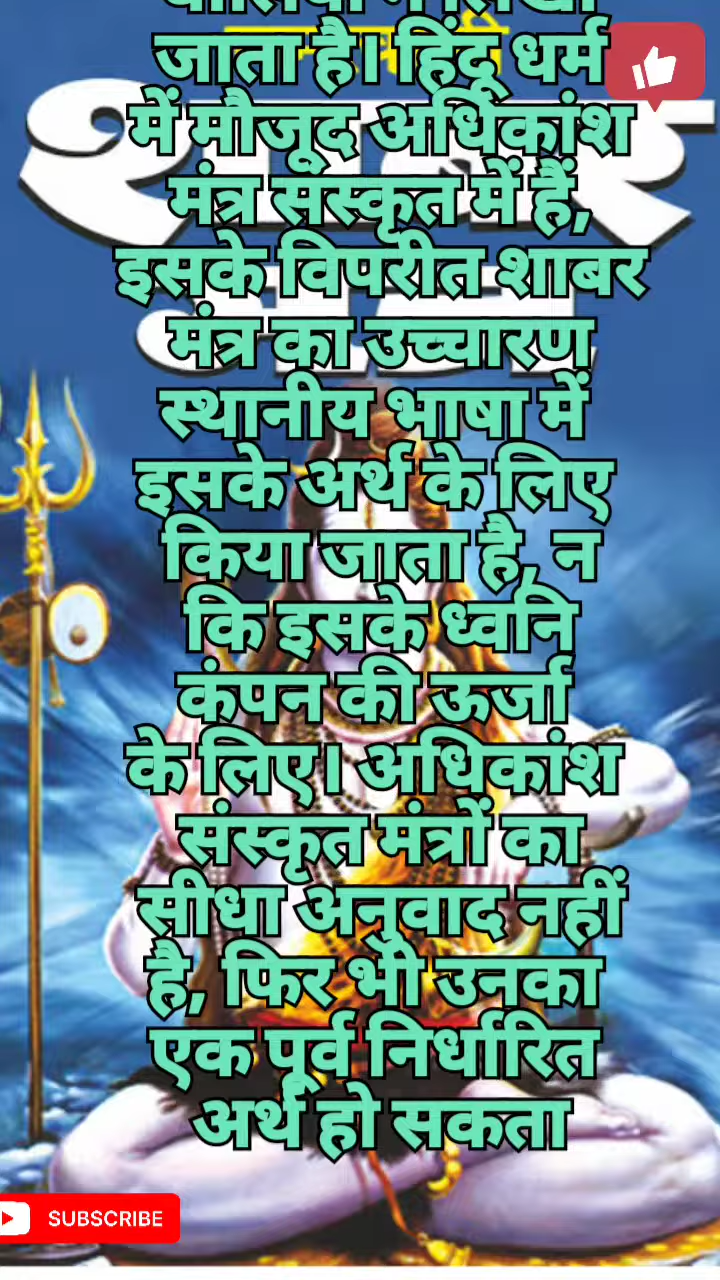 जाता है। हिंदू धर्म
में मौजूद अधिकांश
मंत्र संस्कृत में हैं,
इसके विपरीत शाबर
मंत्र का उच्चारण
स्थानीय भाषा में
इसके अर्थ के लिए
किया जाता है, न
कि इसके ध्वनि
कंपन की ऊर्जा
के लिए। अधिकांश
संस्कृत मंत्रों का
सीधा अनुवाद नहीं
है, फिर भी उनका
एक पूर्व निर्धारित
अर्थ हो सकता
SUBSCRIBE